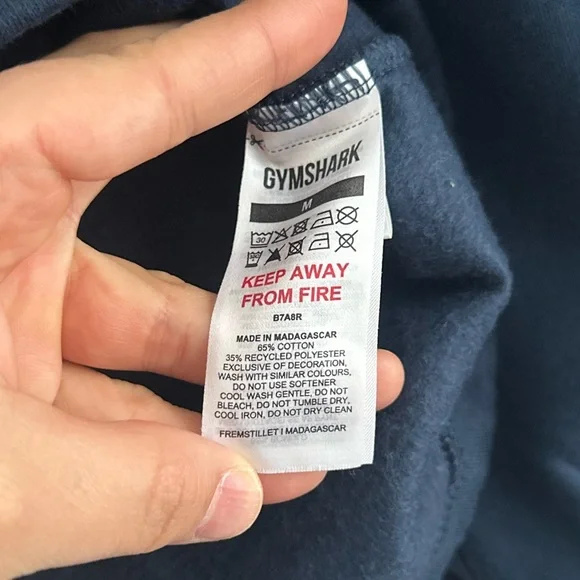 GYMSHARK
M
30
KEEP AWAY
FROM FIRE
B7A8R
MADE IN MADAGASCAR
65% COTTON
35% RECYCLED POLYESTER
EXCLUSIVE OF DECORATION,
WASH WITH SIMILAR COLOURS,
DO NOT USE SOFTENER
COOL WASH GENTLE, DO NOT
BLEACH, DO NOT TUMBLE DRY,
COOL IRON, DO NOT DRY CLEAN
FREMSTILLET I MADAGASCAR